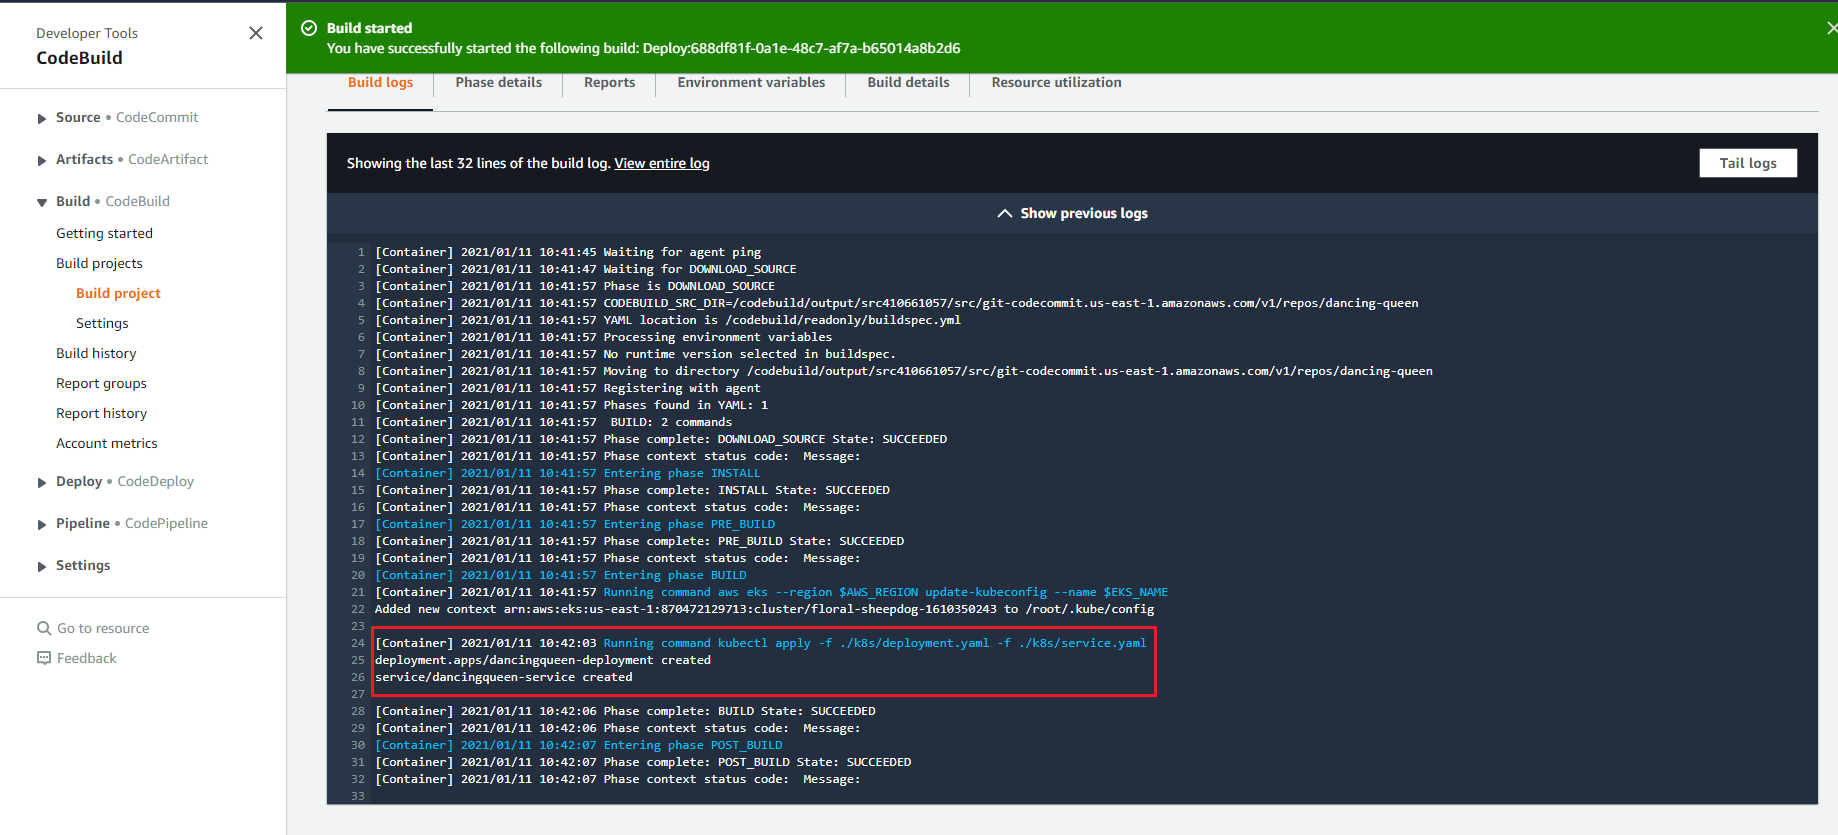 Developer Tools
CodeBuild
Source • CodeCommit
Artifacts • CodeArtifact
Build • CodeBuild
Getting started
Build projects
Build project
Settings
Build history
Report groups
Report history
Account metrics
Deploy • CodeDeploy
Pipeline • CodePipeline
Settings
Go to resource
Feedback
Build started
You have successfully started the following build: Deploy:688df81f-0a1e-48c7-af7a-b65014a8b2d6
Build logs Phase details Reports Environment variables Build details Resource utilization
Showing the last 32 lines of the build log. View entire log
Tail logs
Show previous logs
1 [Container] 2021/01/11 10:41:45 Waiting for agent ping
2 [Container] 2021/01/11 10:41:47 Waiting for DOWNLOAD_SOURCE
3 [Container] 2021/01/11 10:41:57 Phase is DOWNLOAD_SOURCE
4 [Container] 2021/01/11 10:41:57 CODEBUILD_SRC_DIR=/codebuild/output/src410661057/src/git-codecommit.us-east-1.amazonaws.com/v1/repos/dancing-queen
5 [Container] 2021/01/11 10:41:57 YAML location is /codebuild/readonly/buildspec.yml
6 [Container] 2021/01/11 10:41:57 Processing environment variables
7 [Container] 2021/01/11 10:41:57 No runtime version selected in buildspec.
8 [Container] 2021/01/11 10:41:57 Moving to directory /codebuild/output/src410661057/src/git-codecommit.us-east-1.amazonaws.com/v1/repos/dancing-queen
9 [Container] 2021/01/11 10:41:57 Registering with agent
10 [Container] 2021/01/11 10:41:57 Phases found in YAML: 1
11 [Container] 2021/01/11 10:41:57  BUILD: 2 commands
12 [Container] 2021/01/11 10:41:57 Phase complete: DOWNLOAD_SOURCE State: SUCCEEDED
13 [Container] 2021/01/11 10:41:57 Phase context status code:  Message:
14 [Container] 2021/01/11 10:41:57 Entering phase INSTALL
15 [Container] 2021/01/11 10:41:57 Phase complete: INSTALL State: SUCCEEDED
16 [Container] 2021/01/11 10:41:57 Phase context status code:  Message:
17 [Container] 2021/01/11 10:41:57 Entering phase PRE_BUILD
18 [Container] 2021/01/11 10:41:57 Phase complete: PRE_BUILD State: SUCCEEDED
19 [Container] 2021/01/11 10:41:57 Phase context status code:  Message:
20 [Container] 2021/01/11 10:41:57 Entering phase BUILD
21 [Container] 2021/01/11 10:41:57 Running command aws eks --region $AWS_REGION update-kubeconfig --name $EKS_NAME
22 Added new context arn:aws:eks:us-east-1:870472129713:cluster/floral-sheepdog-1610350243 to /root/.kube/config
23
24 [Container] 2021/01/11 10:42:03 Running command kubectl apply -f ./k8s/deployment.yaml -f ./k8s/service.yaml
25 deployment.apps/dancingqueen-deployment created
26 service/dancingqueen-service created
27
28 [Container] 2021/01/11 10:42:06 Phase complete: BUILD State: SUCCEEDED
29 [Container] 2021/01/11 10:42:06 Phase context status code:  Message:
30 [Container] 2021/01/11 10:42:07 Entering phase POST_BUILD
31 [Container] 2021/01/11 10:42:07 Phase complete: POST_BUILD State: SUCCEEDED
32 [Container] 2021/01/11 10:42:07 Phase context status code:  Message:
33